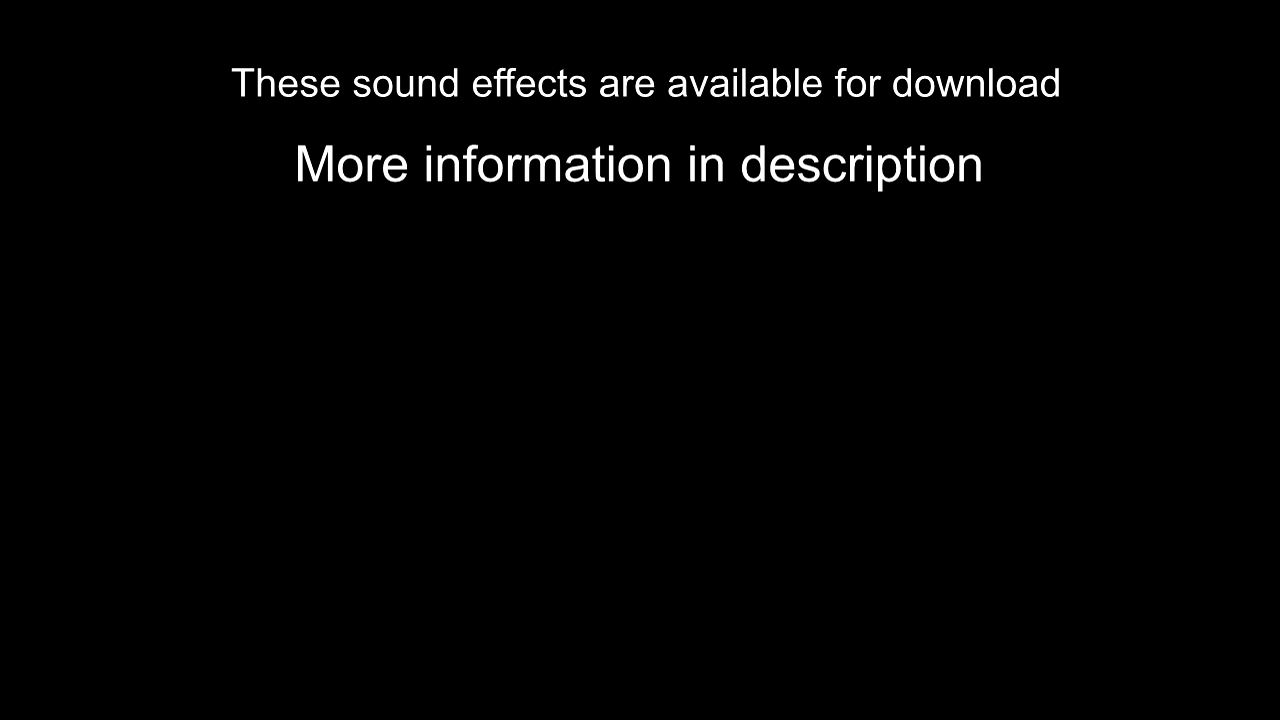 These sound effects are available for download
More information in description